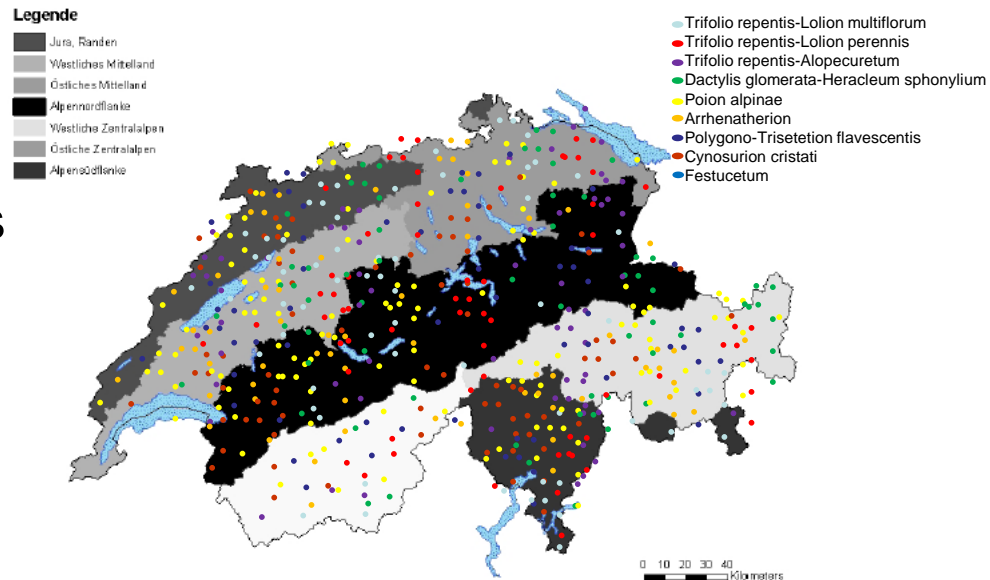 Legende
Jura, Randen
Westliches Mittelland
Östliches Mittelland
Alpennordflanke
Westliche Zentralalpen
Östliche Zentralalpen
Alpensüdflanke
s
Trifolio repentis-Lolion multiflorum
Trifolio repentis-Lolion perennis
Trifolio repentis-Alopecuretum
Dactylis glomerata-Heracleum sphonylium
Poion alpinae
Arrhenatherion
Polygono-Trisetetion flavescentis
Cynosurion cristati
Festucetum
0 10 20 30 40
Kilometers